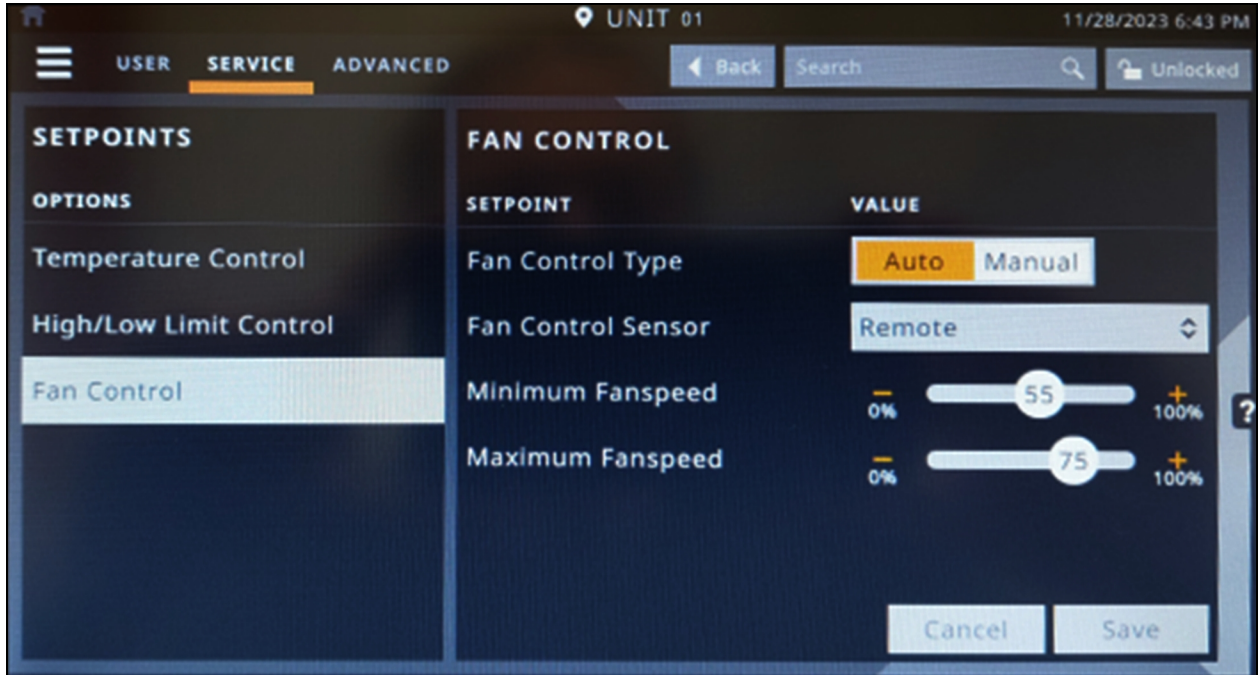 UNIT 01
11/28/2023 6:43 PM
USER SERVICE ADVANCED
Back
Search
Unlocked
SETPOINTS
OPTIONS
Temperature Control
High/Low Limit Control
Fan Control
FAN CONTROL
SETPOINT VALUE
Fan Control Type Auto Manual
Fan Control Sensor Remote
Minimum Fanspeed − 0% 55 + 100%
Maximum Fanspeed − 0% 75 + 100%
?
Cancel Save